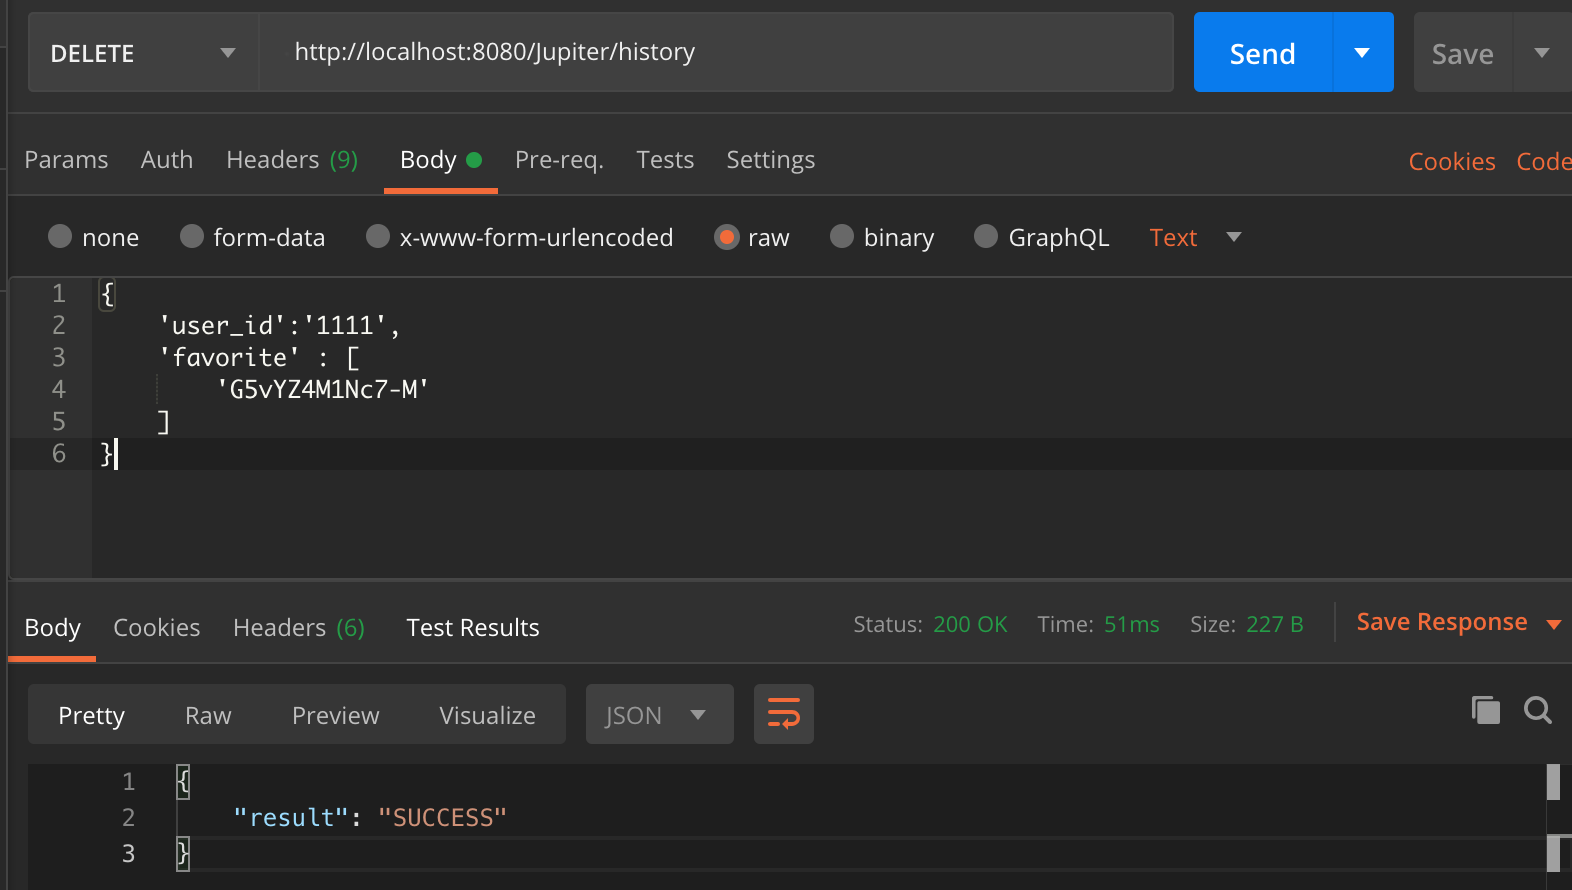 DELETE http://localhost:8080/Jupiter/history Send Save
Params Auth Headers (9) Body Pre-req. Tests Settings Cookies Code
none form-data x-www-form-urlencoded raw binary GraphQL Text
1 {
2 'user_id':'1111',
3 'favorite' : [
4 'G5vYZ4M1Nc7-M'
5 ]
6 }
Body Cookies Headers (6) Test Results Status: 200 OK Time: 51ms Size: 227 B Save Response
Pretty Raw Preview Visualize JSON
1 {
2 "result": "SUCCESS"
3 }